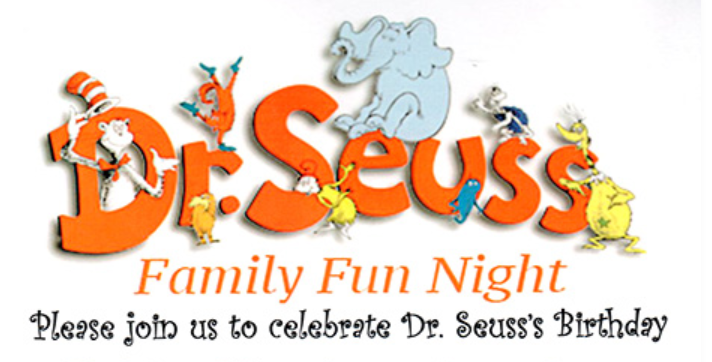 Dr. Seuss
Family Fun Night
Please join us to celebrate Dr. Seuss's Birthday